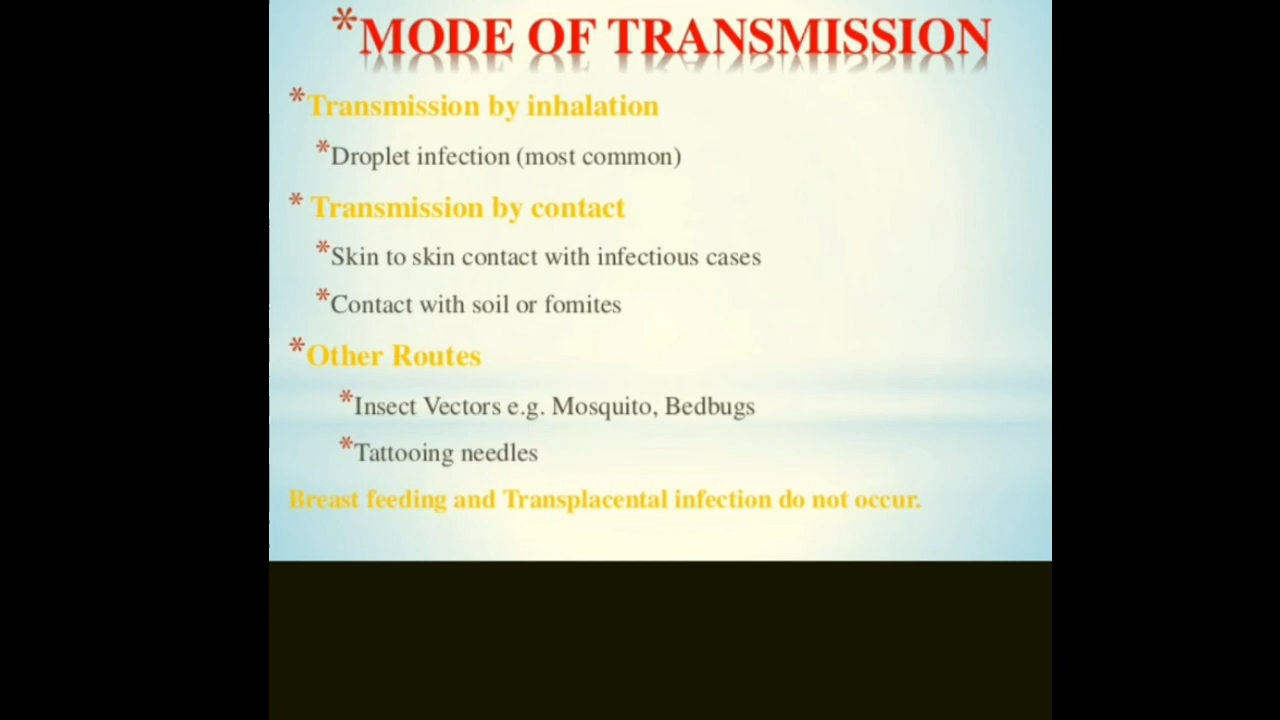 *MODE OF TRANSMISSION
*Transmission by inhalation
*Droplet infection (most common)
* Transmission by contact
*Skin to skin contact with infectious cases
*Contact with soil or fomites
*Other Routes
*Insect Vectors e.g. Mosquito, Bedbugs
*Tattooing needles
Breast feeding and Transplacental infection do not occur.